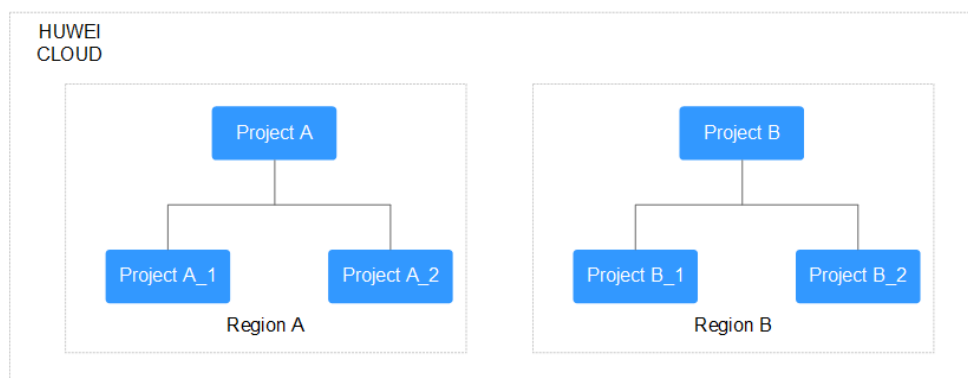 HUWEI
CLOUD
Project A
Project B
Project A_1
Project A_2
Project B_1
Project B_2
Region A
Region B